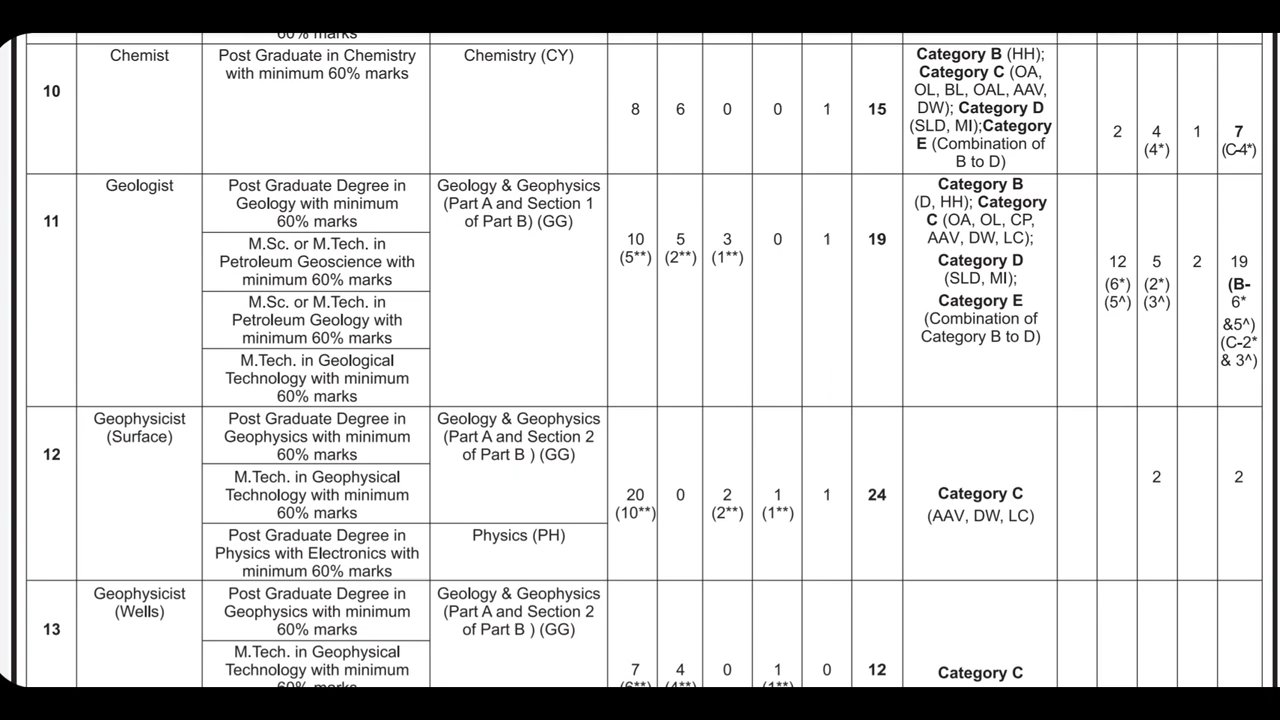 60% marks
10
Chemist
Post Graduate in Chemistry
with minimum 60% marks
Chemistry (CY)
8
6
0
0
1
15
Category B (HH);
Category C (OA,
OL, BL, OAL, AAV,
DW); Category D
(SLD, MI);Category
E (Combination of
B to D)
2
4
(4*)
1
7
(C-4*)
11
Geologist
Post Graduate Degree in
Geology with minimum
60% marks
M.Sc. or M.Tech. in
Petroleum Geoscience with
minimum 60% marks
M.Sc. or M.Tech. in
Petroleum Geology with
minimum 60% marks
M.Tech. in Geological
Technology with minimum
60% marks
Geology & Geophysics
(Part A and Section 1
of Part B) (GG)
10
(5**)
5
(2**)
3
(1**)
0
1
19
Category B
(D, HH); Category
C (OA, OL, CP,
AAV, DW, LC);
Category D
(SLD, MI);
Category E
(Combination of
Category B to D)
12
(6*)
(5^)
5
(2*)
(3^)
2
19
(B-
6*
&5^)
(C-2*
& 3^)
12
Geophysicist
(Surface)
Post Graduate Degree in
Geophysics with minimum
60% marks
M.Tech. in Geophysical
Technology with minimum
60% marks
Post Graduate Degree in
Physics with Electronics with
minimum 60% marks
Geology & Geophysics
(Part A and Section 2
of Part B ) (GG)
Physics (PH)
20
(10**)
0
2
(2**)
1
(1**)
1
24
Category C
(AAV, DW, LC)
2
2
13
Geophysicist
(Wells)
Post Graduate Degree in
Geophysics with minimum
60% marks
M.Tech. in Geophysical
Technology with minimum
60% marks
Geology & Geophysics
(Part A and Section 2
of Part B ) (GG)
7
(6**)
4
(4**)
0
1
(1**)
0
12
Category C